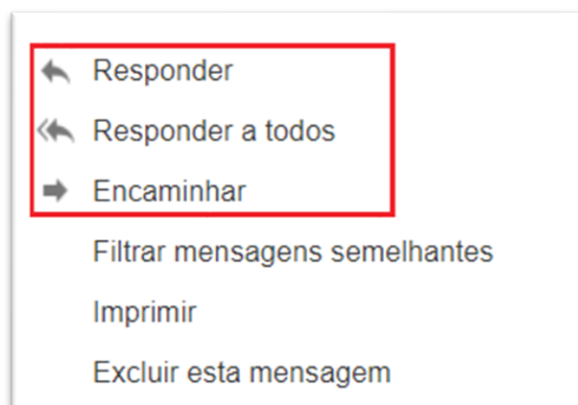 Responder
Responder a todos
Encaminhar
Filtrar mensagens semelhantes
Imprimir
Excluir esta mensagem